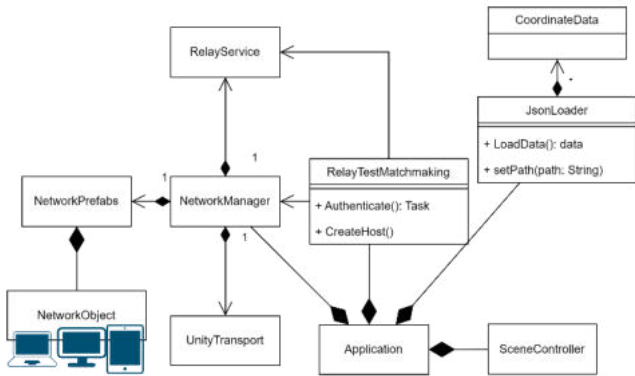 CoordinateData
RelayService
*
JsonLoader
+ LoadData(): data
+ setPath(path: String)
1
1
RelayTestMatchmaking
NetworkPrefabs
NetworkManager
+ Authenticate(): Task
+ CreateHost()
1
NetworkObject
UnityTransport
Application
SceneController